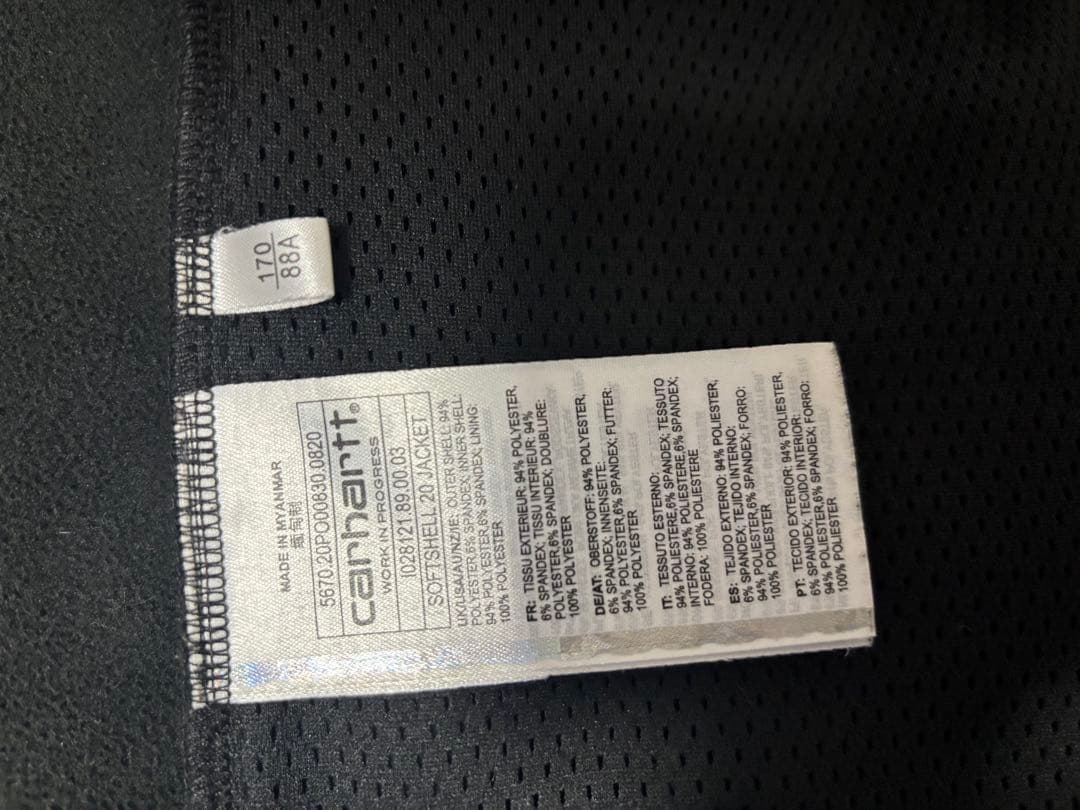 170
88A
MADE IN MYANMAR
缅甸制
5670.20PO00830.0820
carhartt®
WORK IN PROGRESS
I028121.89.00.03
SOFTSHELL 20 JACKET
UK/USA/AU/NZ/ME: OUTER SHELL:94%
POLYESTER,6% SPANDEX; INNER SHELL:
94% POLYESTER,6% SPANDEX; LINING:
100% POLYESTER
FR: TISSU EXTERIEUR: 94% POLYESTER,
6% SPANDEX; TISSU INTERIEUR: 94%
POLYESTER,6% SPANDEX; DOUBLURE:
100% POLYESTER
DE/AT: OBERSTOFF: 94% POLYESTER,
6% SPANDEX; INNENSEITE:
94% POLYESTER,6% SPANDEX; FUTTER:
100% POLYESTER
IT: TESSUTO ESTERNO:
94% POLIESTERE,6% SPANDEX; TESSUTO
INTERNO: 94% POLIESTERE,6% SPANDEX;
FODERA: 100% POLIESTERE
ES: TEJIDO EXTERNO: 94% POLIESTER,
6% SPANDEX; TEJIDO INTERNO:
94% POLIESTER,6% SPANDEX; FORRO:
100% POLIESTER
PT: TECIDO EXTERIOR: 94% POLIESTER,
6% SPANDEX; TECIDO INTERIOR:
94% POLIESTER,6% SPANDEX; FORRO:
100% POLIESTER